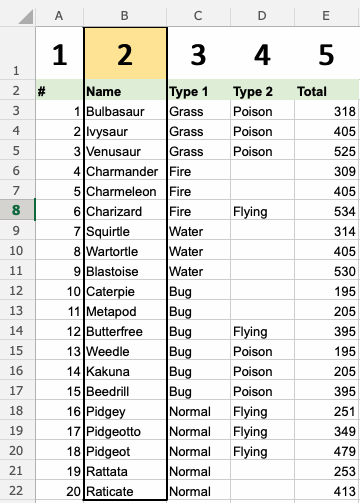 A B C D E
1 1 2 3 4 5
2 # Name Type 1 Type 2 Total
3 1 Bulbasaur Grass Poison 318
4 2 Ivysaur Grass Poison 405
5 3 Venusaur Grass Poison 525
6 4 Charmander Fire 309
7 5 Charmeleon Fire 405
8 6 Charizard Fire Flying 534
9 7 Squirtle Water 314
10 8 Wartortle Water 405
11 9 Blastoise Water 530
12 10 Caterpie Bug 195
13 11 Metapod Bug 205
14 12 Butterfree Bug Flying 395
15 13 Weedle Bug Poison 195
16 14 Kakuna Bug Poison 205
17 15 Beedrill Bug Poison 395
18 16 Pidgey Normal Flying 251
19 17 Pidgeotto Normal Flying 349
20 18 Pidgeot Normal Flying 479
21 19 Rattata Normal 253
22 20 Raticate Normal 413